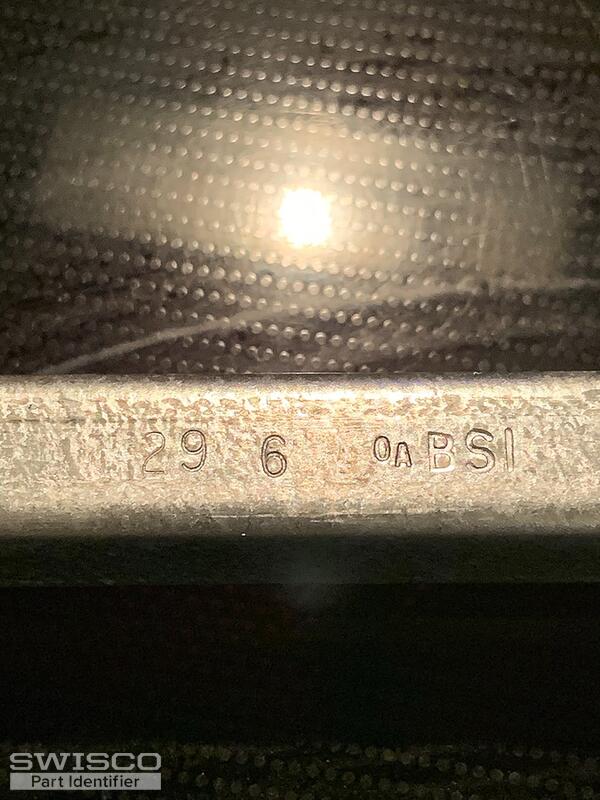 29 6 OA BSI
SWISCO
Part Identifier